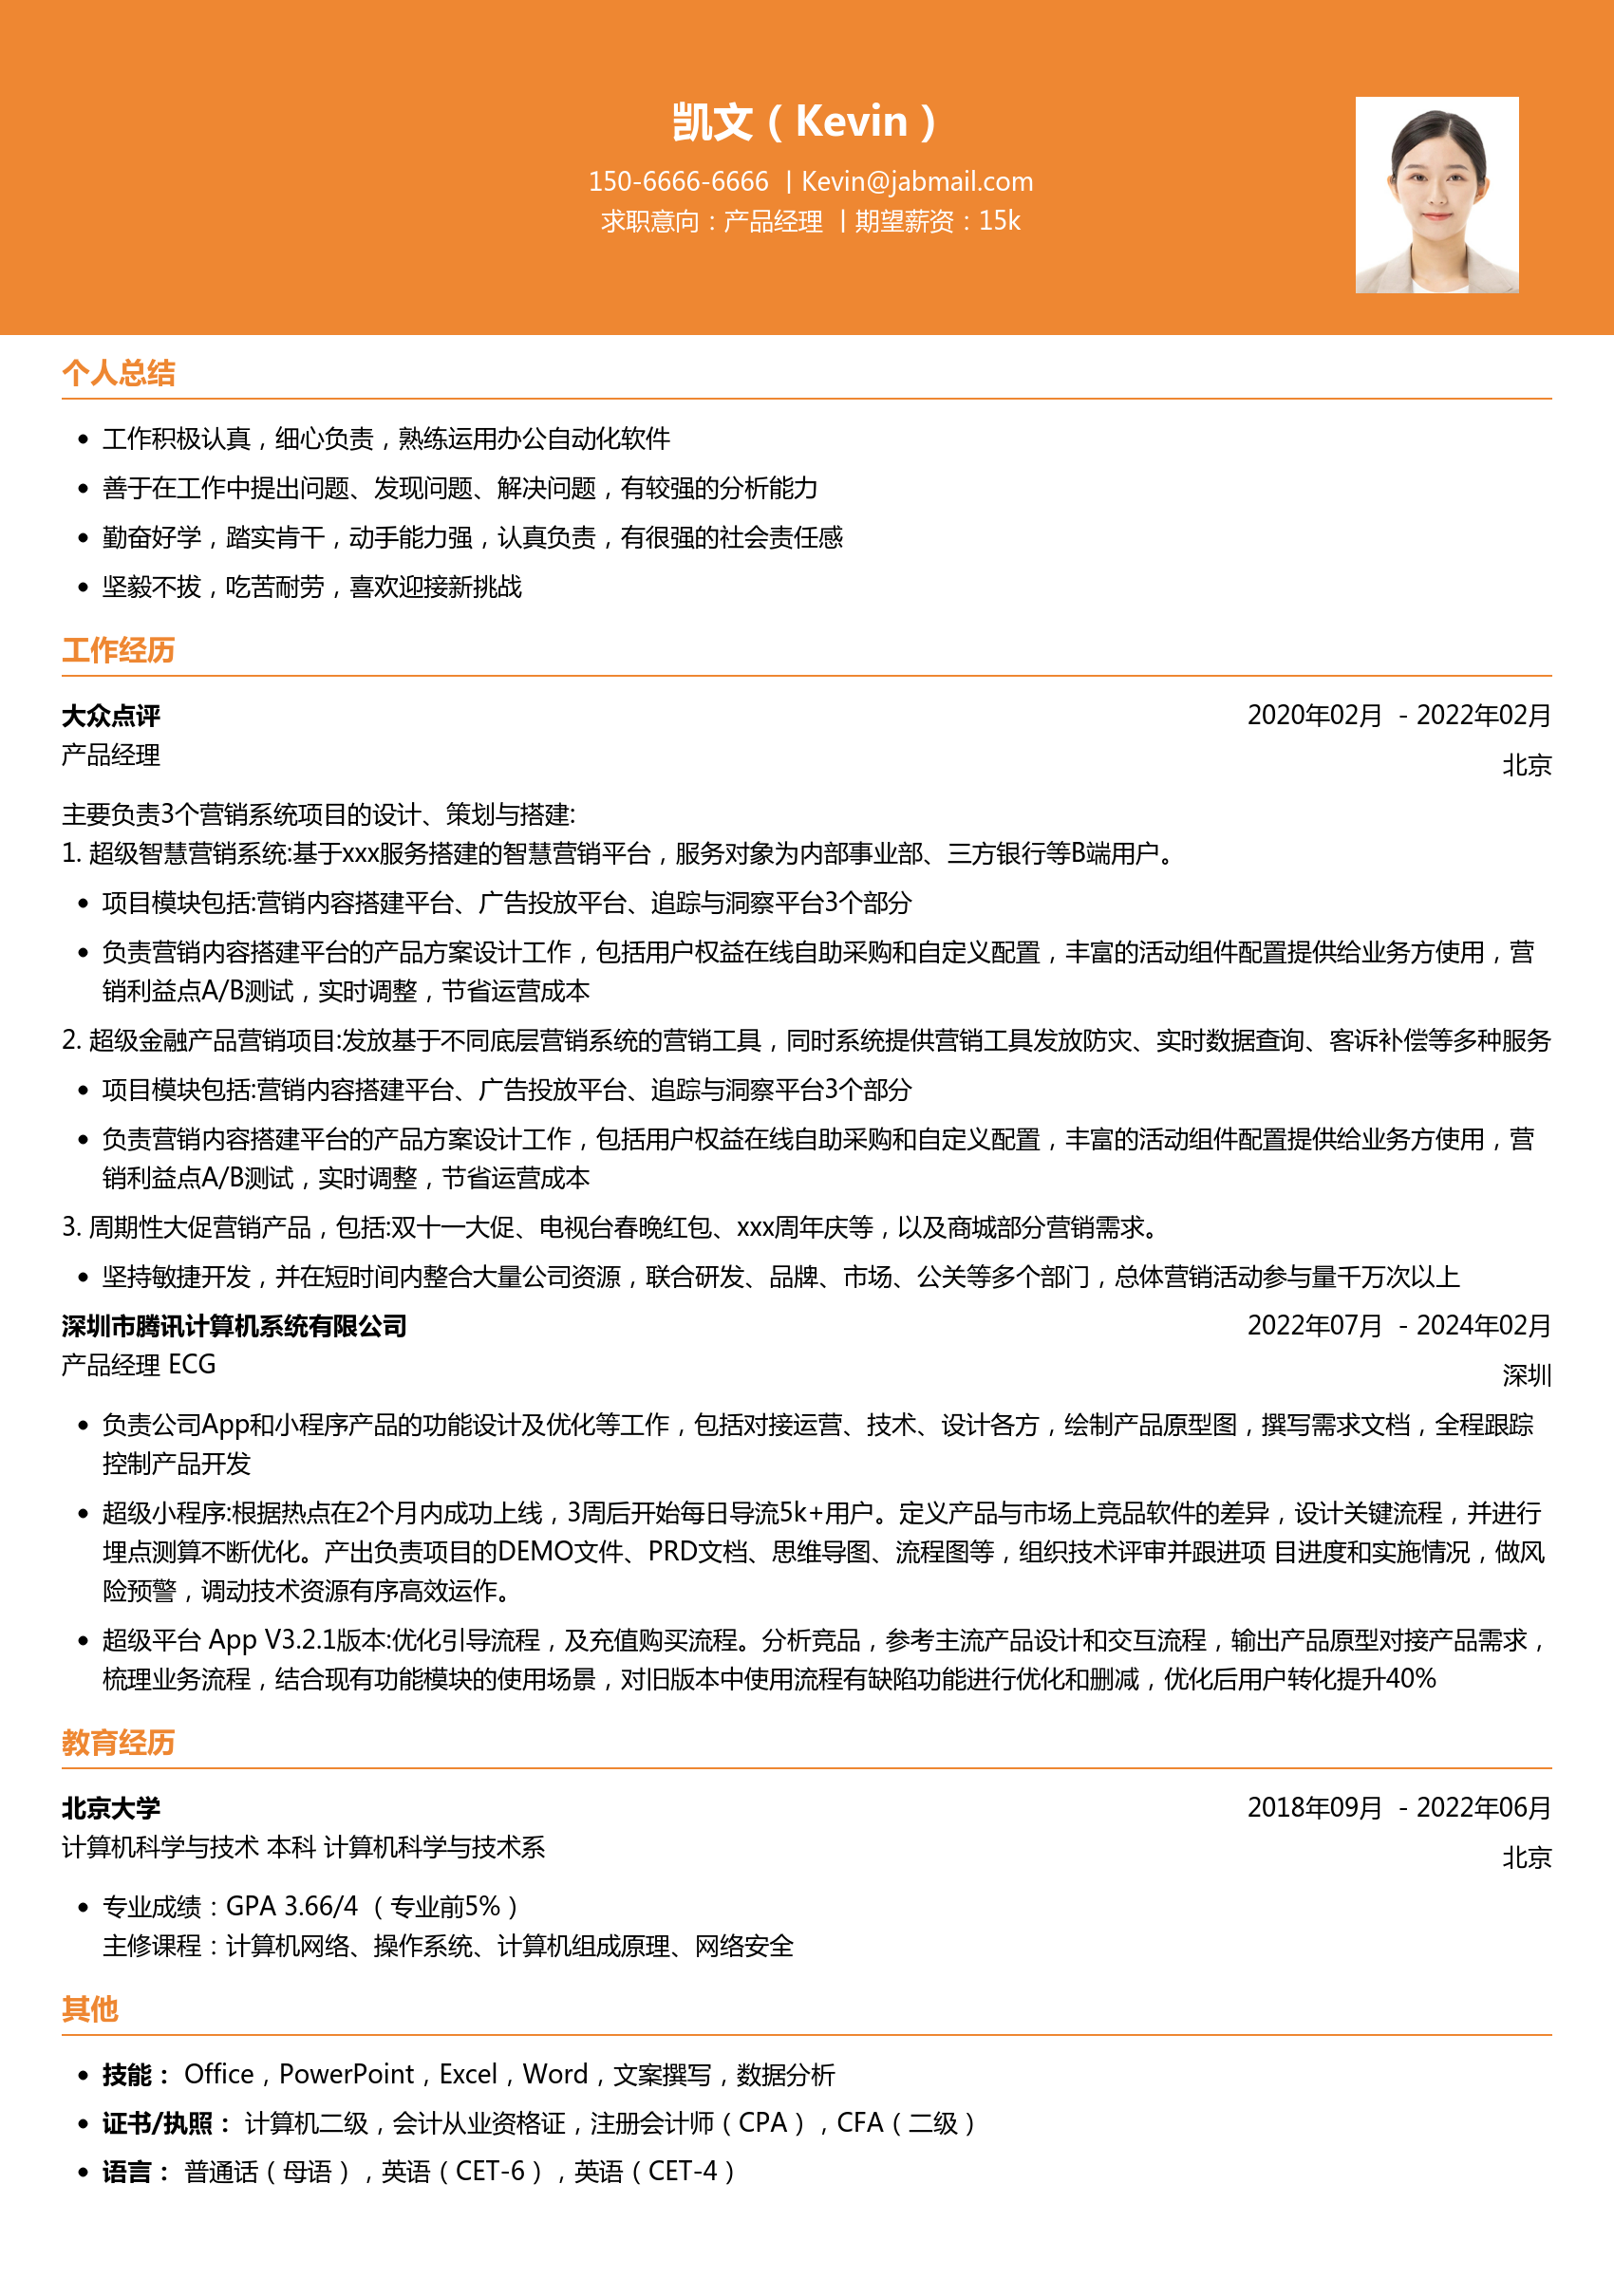 凯文（Kevin）
150-6666-6666 | Kevin@jabmail.com
求职意向：产品经理 | 期望薪资：15k
个人总结
• 工作积极认真，细心负责，熟练运用办公自动化软件
• 善于在工作中提出问题、发现问题、解决问题，有较强的分析能力
• 勤奋好学，踏实肯干，动手能力强，认真负责，有很强的社会责任感
• 坚毅不拔，吃苦耐劳，喜欢迎接新挑战
工作经历
大众点评 2020年02月 - 2022年02月
产品经理 北京
主要负责3个营销系统项目的设计、策划与搭建:
1. 超级智慧营销系统:基于xxx服务搭建的智慧营销平台，服务对象为内部事业部、三方银行等B端用户。
• 项目模块包括:营销内容搭建平台、广告投放平台、追踪与洞察平台3个部分
• 负责营销内容搭建平台的产品方案设计工作，包括用户权益在线自助采购和自定义配置，丰富的活动组件配置提供给业务方使用，营
销利益点A/B测试，实时调整，节省运营成本
2. 超级金融产品营销项目:发放基于不同底层营销系统的营销工具，同时系统提供营销工具发放防灾、实时数据查询、客诉补偿等多种服务
• 项目模块包括:营销内容搭建平台、广告投放平台、追踪与洞察平台3个部分
• 负责营销内容搭建平台的产品方案设计工作，包括用户权益在线自助采购和自定义配置，丰富的活动组件配置提供给业务方使用，营
销利益点A/B测试，实时调整，节省运营成本
3. 周期性大促营销产品，包括:双十一大促、电视台春晚红包、xxx周年庆等，以及商城部分营销需求。
• 坚持敏捷开发，并在短时间内整合大量公司资源，联合研发、品牌、市场、公关等多个部门，总体营销活动参与量千万次以上
深圳市腾讯计算机系统有限公司 2022年07月 - 2024年02月
产品经理 ECG 深圳
• 负责公司App和小程序产品的功能设计及优化等工作，包括对接运营、技术、设计各方，绘制产品原型图，撰写需求文档，全程跟踪
控制产品开发
• 超级小程序:根据热点在2个月内成功上线，3周后开始每日导流5k+用户。定义产品与市场上竞品软件的差异，设计关键流程，并进行
埋点测算不断优化。产出负责项目的DEMO文件、PRD文档、思维导图、流程图等，组织技术评审并跟进项 目进度和实施情况，做风
险预警，调动技术资源有序高效运作。
• 超级平台 App V3.2.1版本:优化引导流程，及充值购买流程。分析竞品，参考主流产品设计和交互流程，输出产品原型对接产品需求，
梳理业务流程，结合现有功能模块的使用场景，对旧版本中使用流程有缺陷功能进行优化和删减，优化后用户转化提升40%
教育经历
北京大学 2018年09月 - 2022年06月
计算机科学与技术 本科 计算机科学与技术系 北京
• 专业成绩：GPA 3.66/4 （专业前5%）
主修课程：计算机网络、操作系统、计算机组成原理、网络安全
其他
• 技能： Office，PowerPoint，Excel，Word，文案撰写，数据分析
• 证书/执照： 计算机二级，会计从业资格证，注册会计师（CPA），CFA（二级）
• 语言： 普通话（母语），英语（CET-6），英语（CET-4）